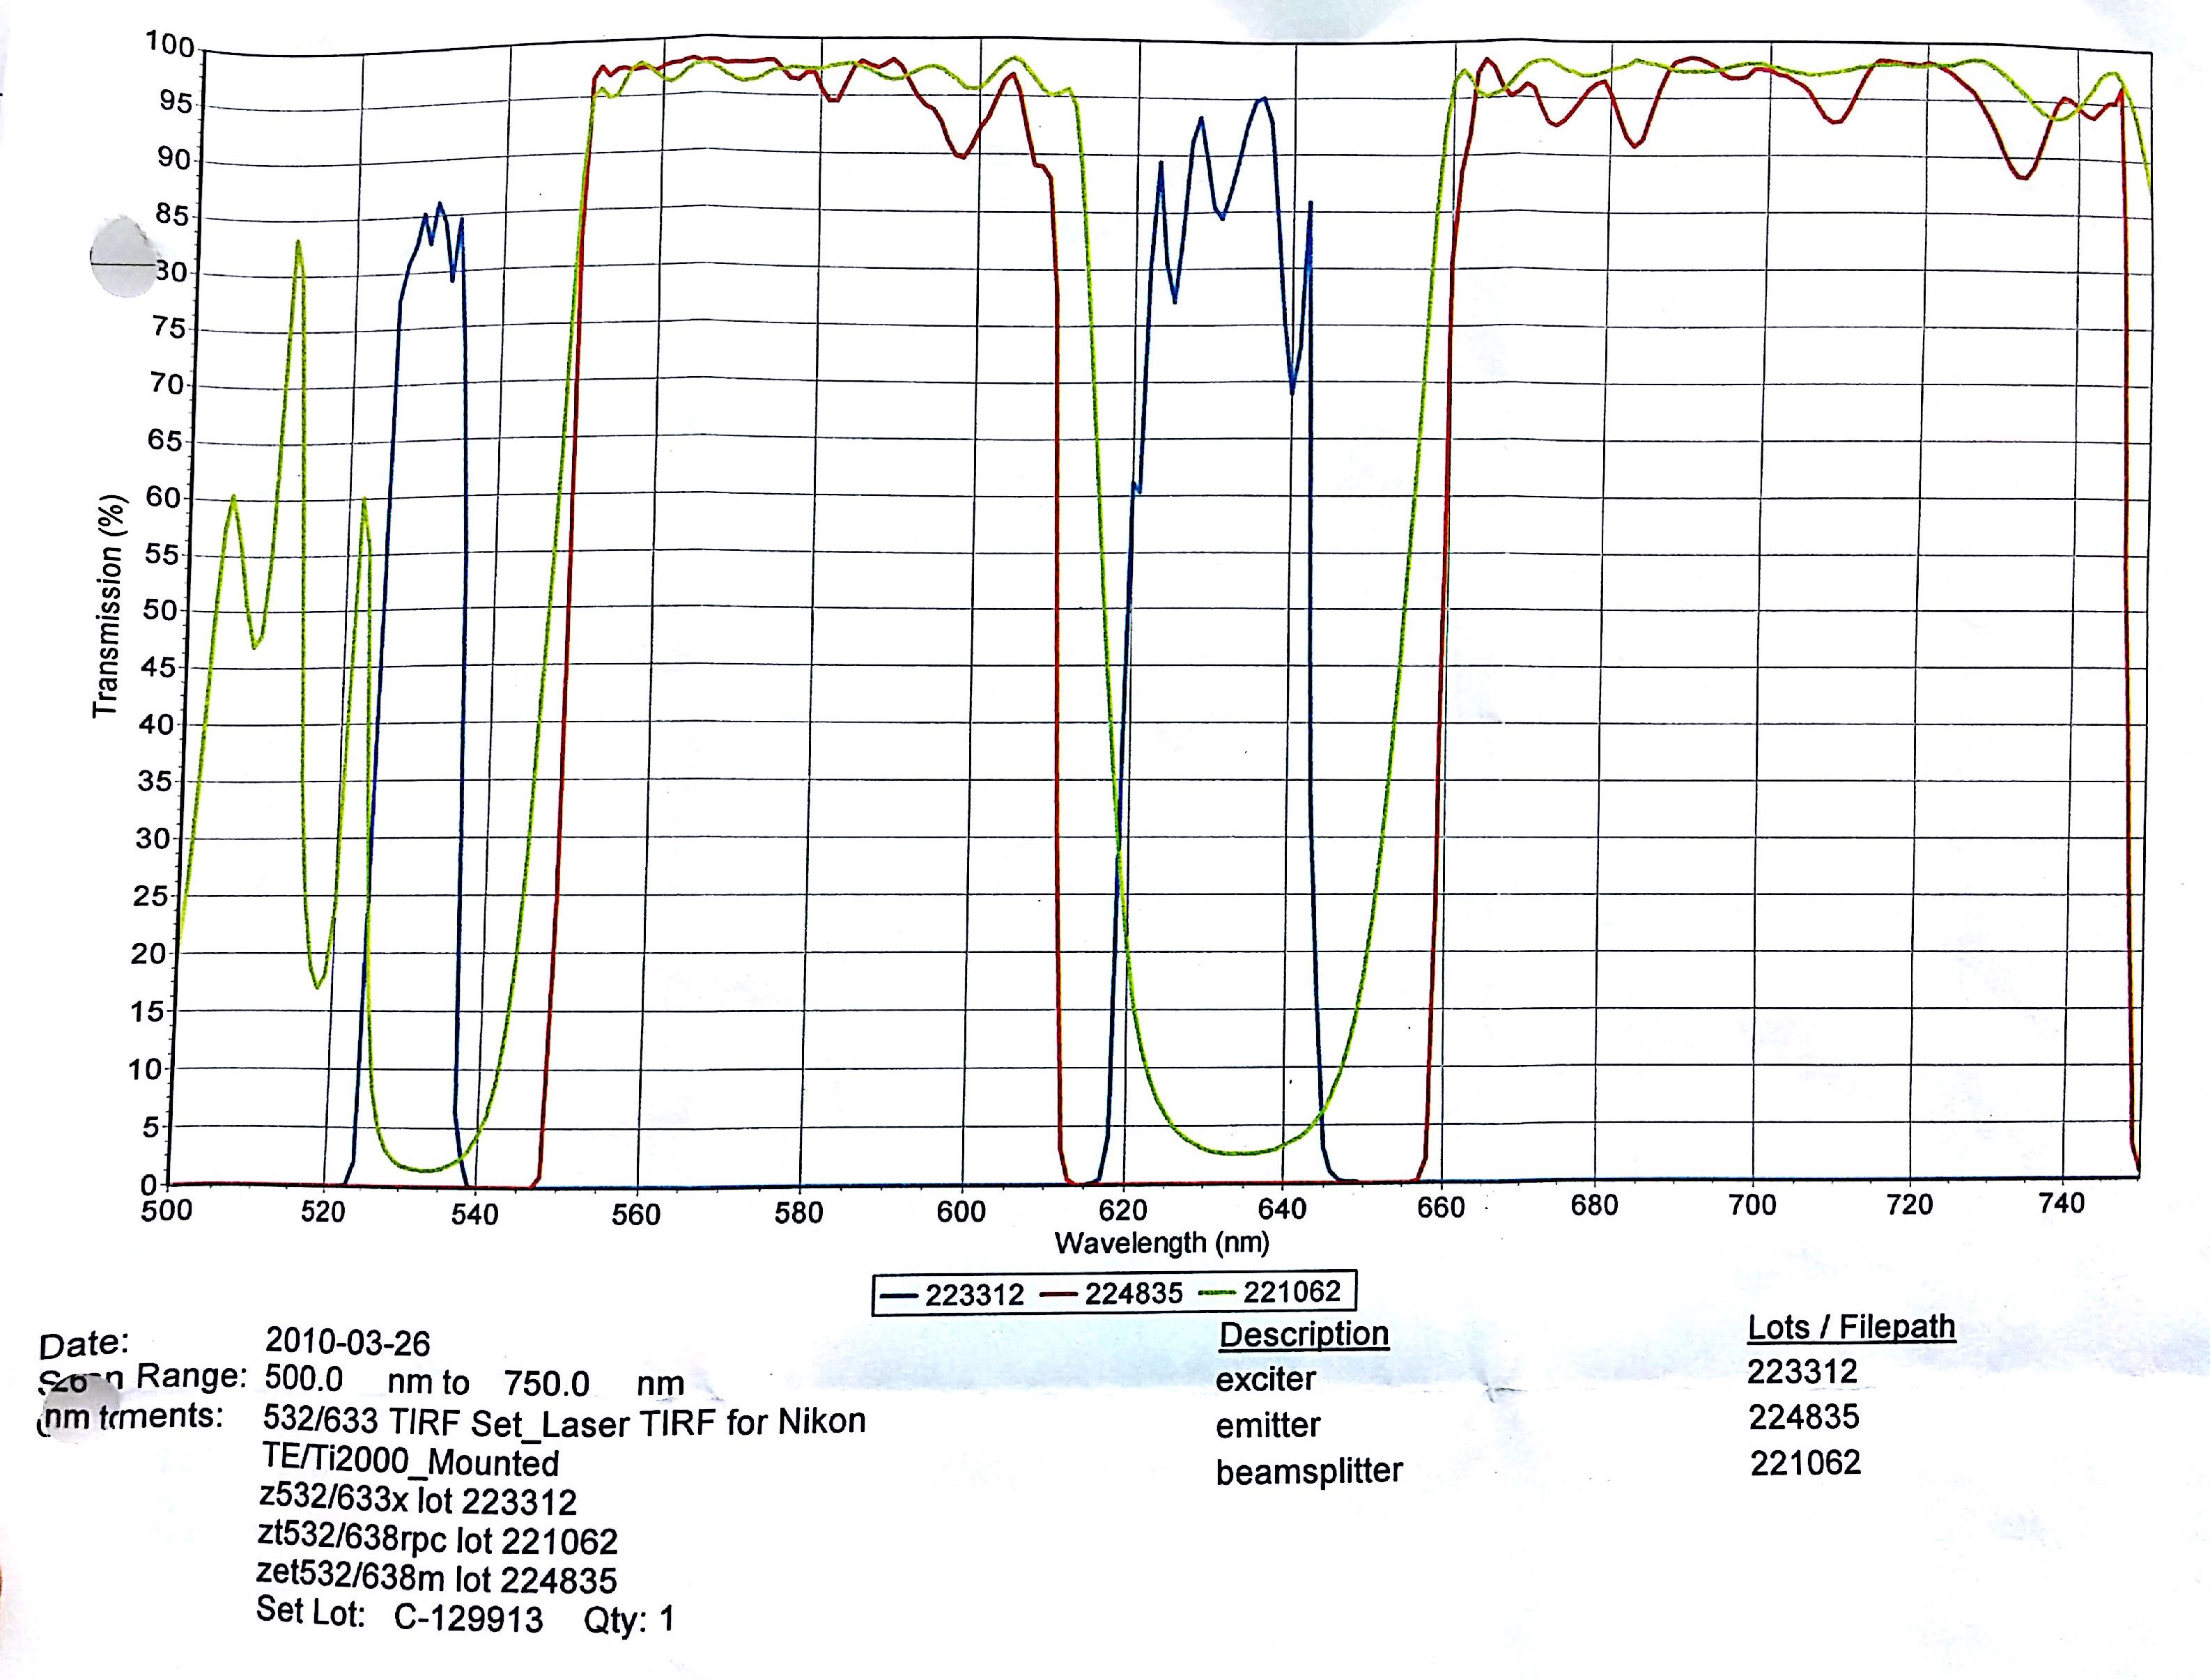 100
95
90
85
30
75
70
65
60
55
50
45
40
35
30
25
20
15
10
5
0
Transmission (%)
500 520 540 560 580 600 620 640 660 680 700 720 740
Wavelength (nm)
223312 224835 221062
Date: 2010-03-26
Range: 500.0 nm to 750.0 nm
532/633 TIRF Set_Laser TIRF for Nikon
TE/Ti2000_Mounted
z532/633x lot 223312
zt532/638rpc lot 221062
zet532/638m lot 224835
Set Lot: C-129913 Qty: 1
Description Lots / Filepath
exciter 223312
emitter 224835
beamsplitter 221062